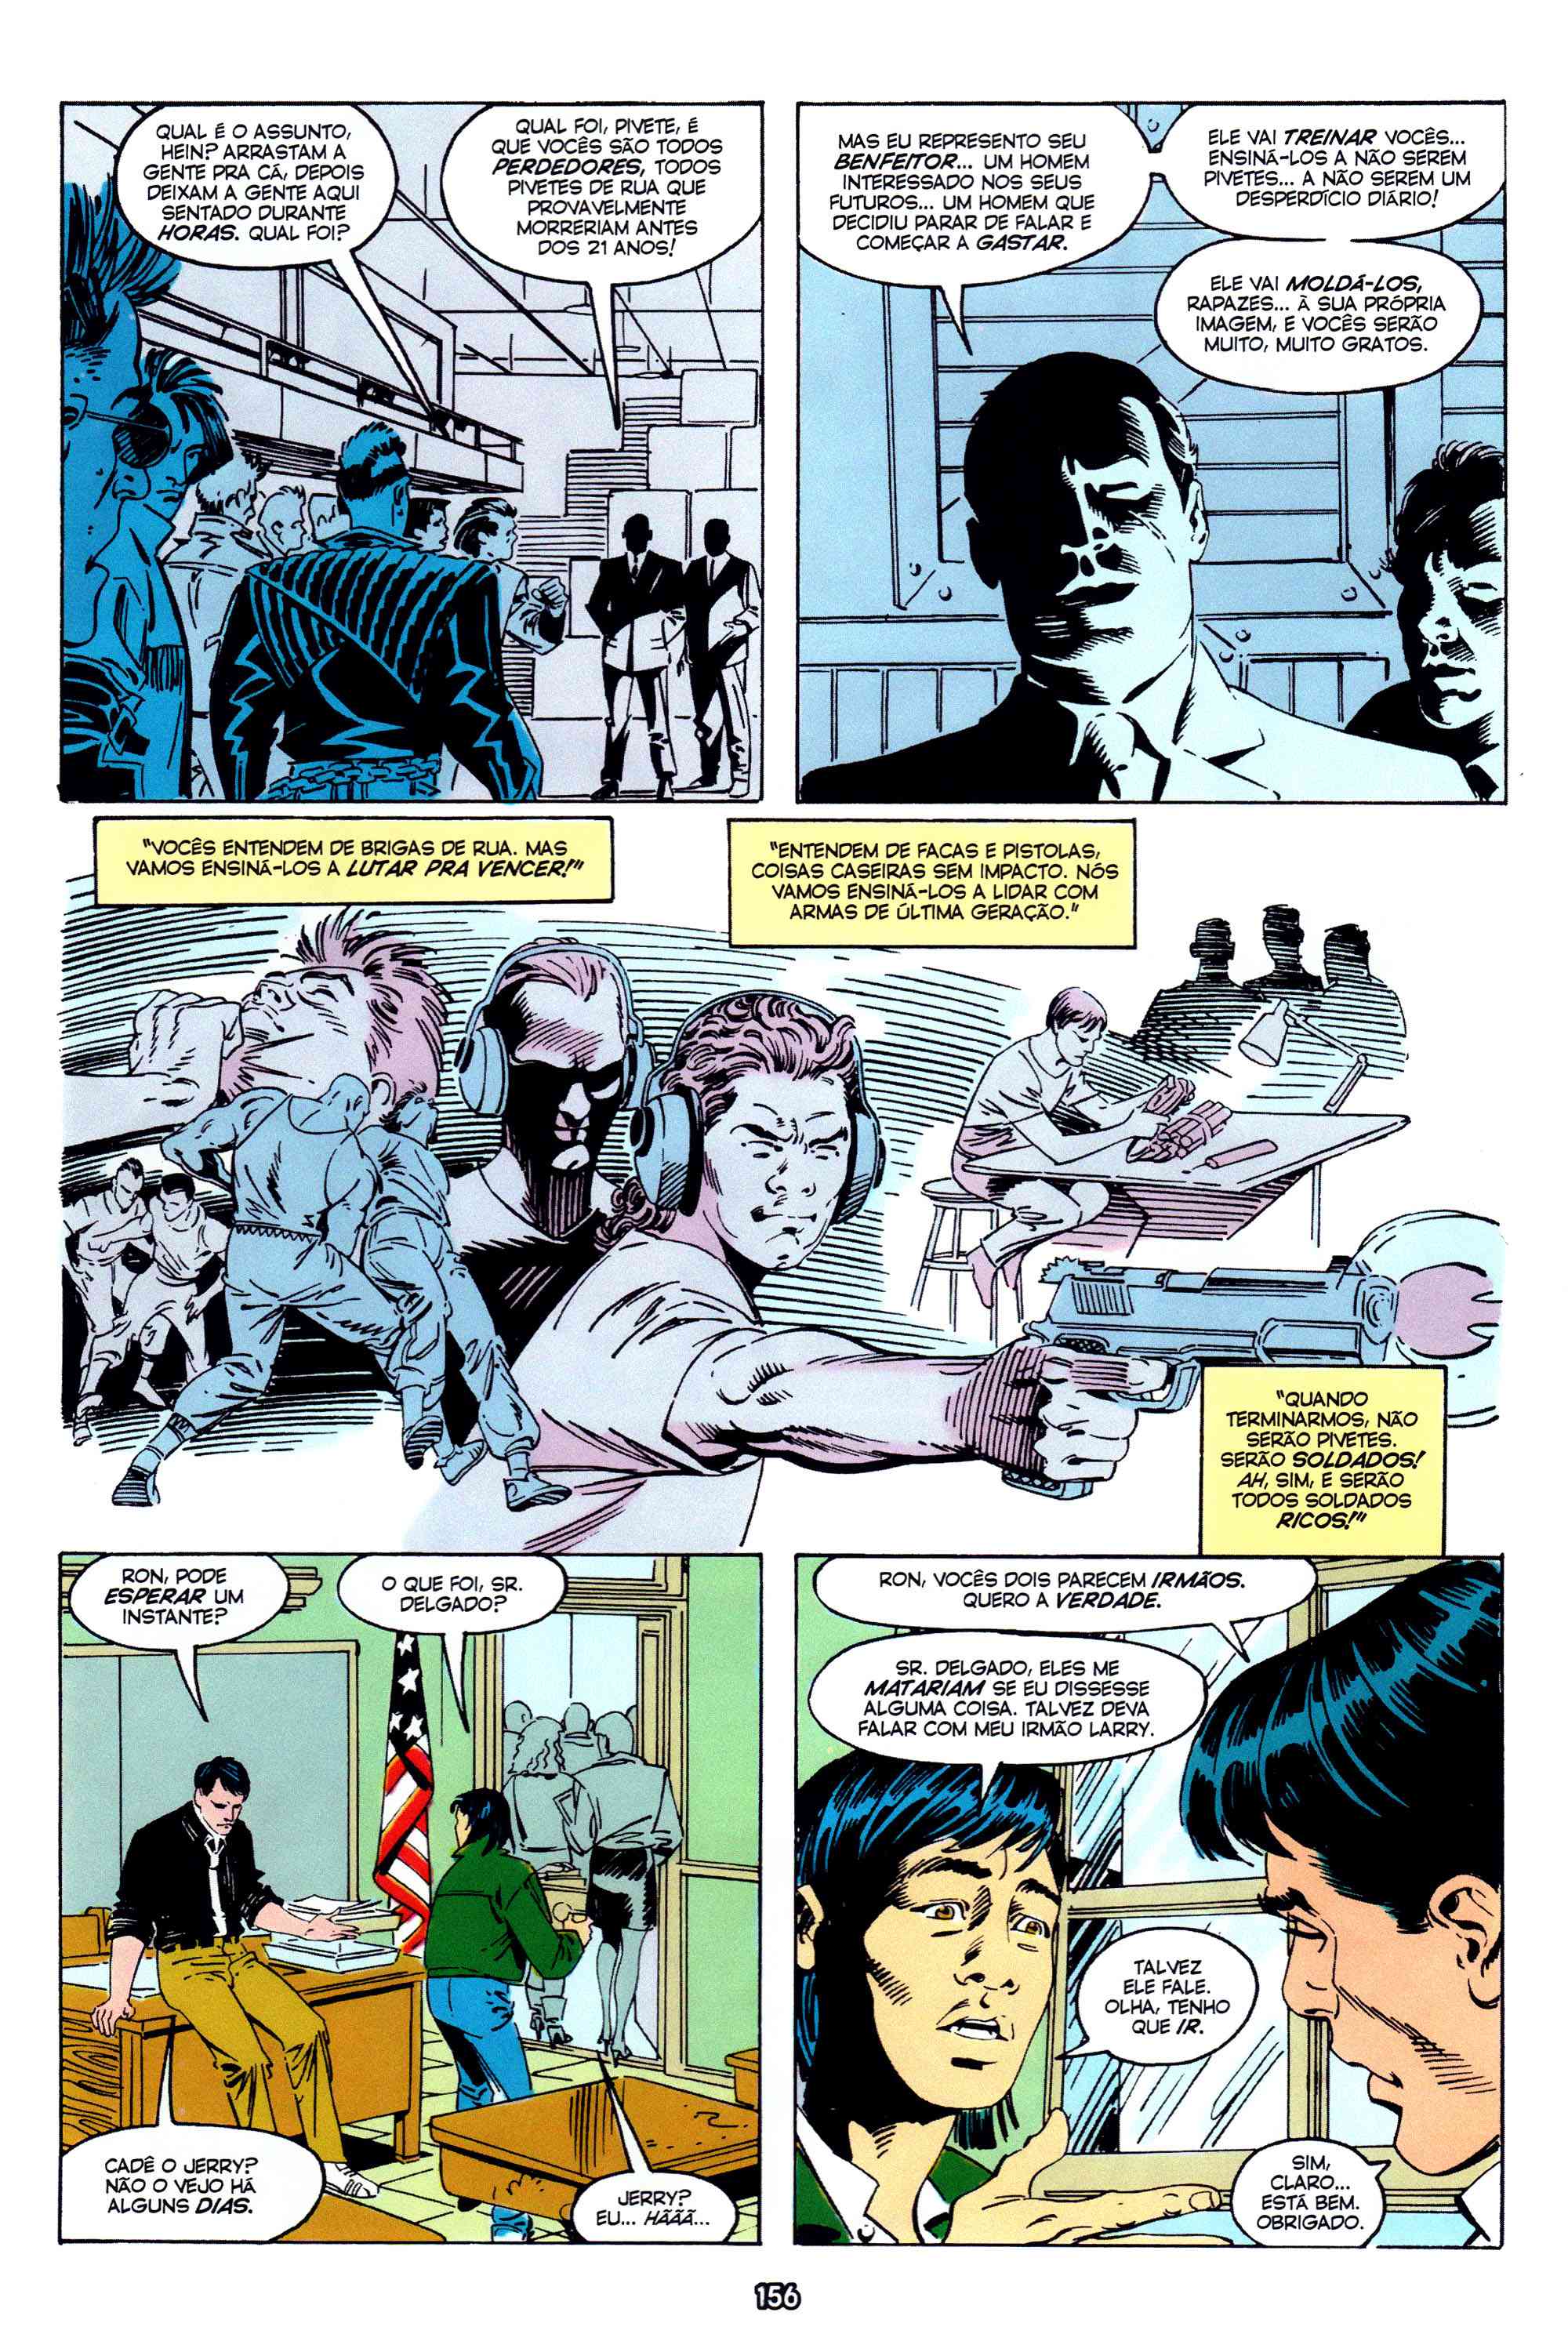 QUAL É O ASSUNTO,
HEIN? ARRASTAM A
GENTE PRA CÁ, DEPOIS
DEIXAM A GENTE AQUI
SENTADO DURANTE
HORAS. QUAL FOI?
QUAL FOI, PIVETE, É
QUE VOCÊS SÃO TODOS
PERDEDORES, TODOS
PIVETES DE RUA QUE
PROVAVELMENTE
MORRERIAM ANTES
DOS 21 ANOS!
MAS EU REPRESENTO SEU
BENFEITOR... UM HOMEM
INTERESSADO NOS SEUS
FUTUROS... UM HOMEM QUE
DECIDIU PARAR DE FALAR E
COMEÇAR A GASTAR.
ELE VAI TREINAR VOCÊS...
ENSINÁ-LOS A NÃO SEREM
PIVETES... A NÃO SEREM UM
DESPERDÍCIO DIÁRIO!
ELE VAI MOLDÁ-LOS,
RAPAZES... À SUA PRÓPRIA
IMAGEM, E VOCÊS SERÃO
MUITO, MUITO GRATOS.
"VOCÊS ENTENDEM DE BRIGAS DE RUA. MAS
VAMOS ENSINÁ-LOS A LUTAR PRA VENCER!"
"ENTENDEM DE FACAS E PISTOLAS,
COISAS CASEIRAS SEM IMPACTO. NÓS
VAMOS ENSINÁ-LOS A LIDAR COM
ARMAS DE ÚLTIMA GERAÇÃO."
"QUANDO
TERMINARMOS, NÃO
SERÃO PIVETES.
SERÃO SOLDADOS!
AH, SIM, E SERÃO
TODOS SOLDADOS
RICOS!"
RON, PODE
ESPERAR UM
INSTANTE?
O QUE FOI, SR.
DELGADO?
CADÊ O JERRY?
NÃO O VEJO HÁ
ALGUNS DIAS.
JERRY?
EU... HÃÃÃ...
RON, VOCÊS DOIS PARECEM IRMÃOS.
QUERO A VERDADE.
SR. DELGADO, ELES ME
MATARIAM SE EU DISSESSE
ALGUMA COISA. TALVEZ DEVA
FALAR COM MEU IRMÃO LARRY.
TALVEZ
ELE FALE.
OLHA, TENHO
QUE IR.
SIM,
CLARO...
ESTÁ BEM.
OBRIGADO.
156